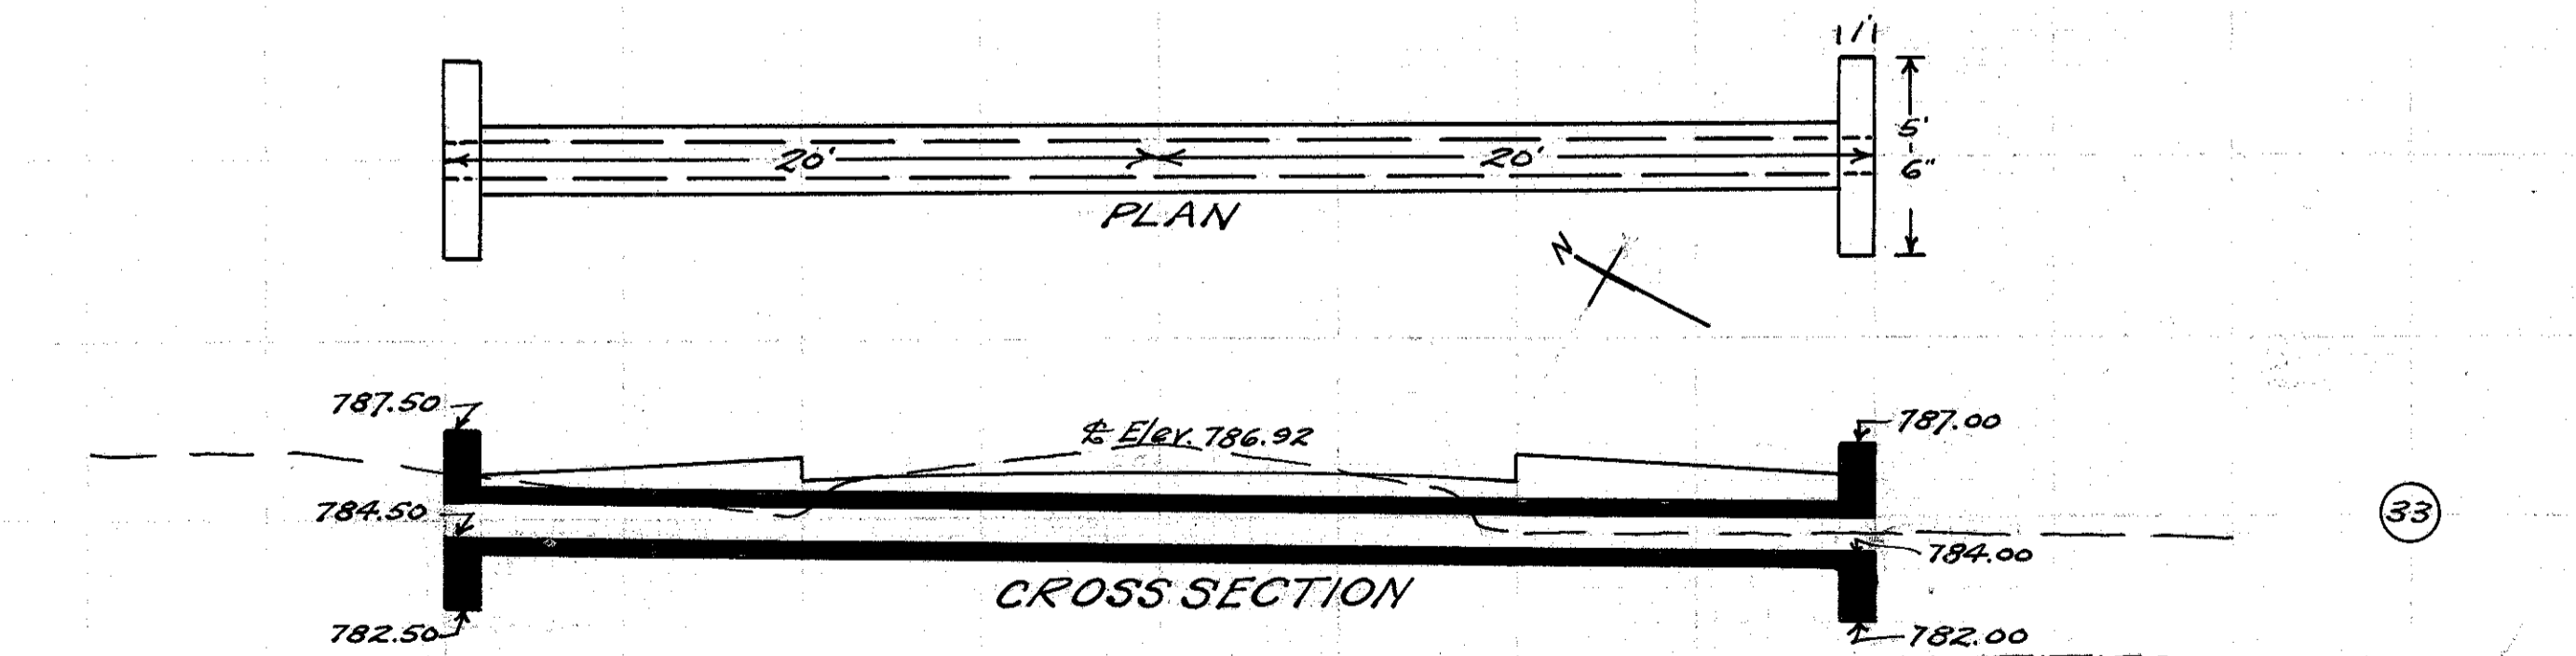 1'
5'-6"
20' 20'
PLAN
N
787.50
℄ Elev. 786.92
787.00
784.50
33
784.00
CROSS SECTION
782.50
782.00